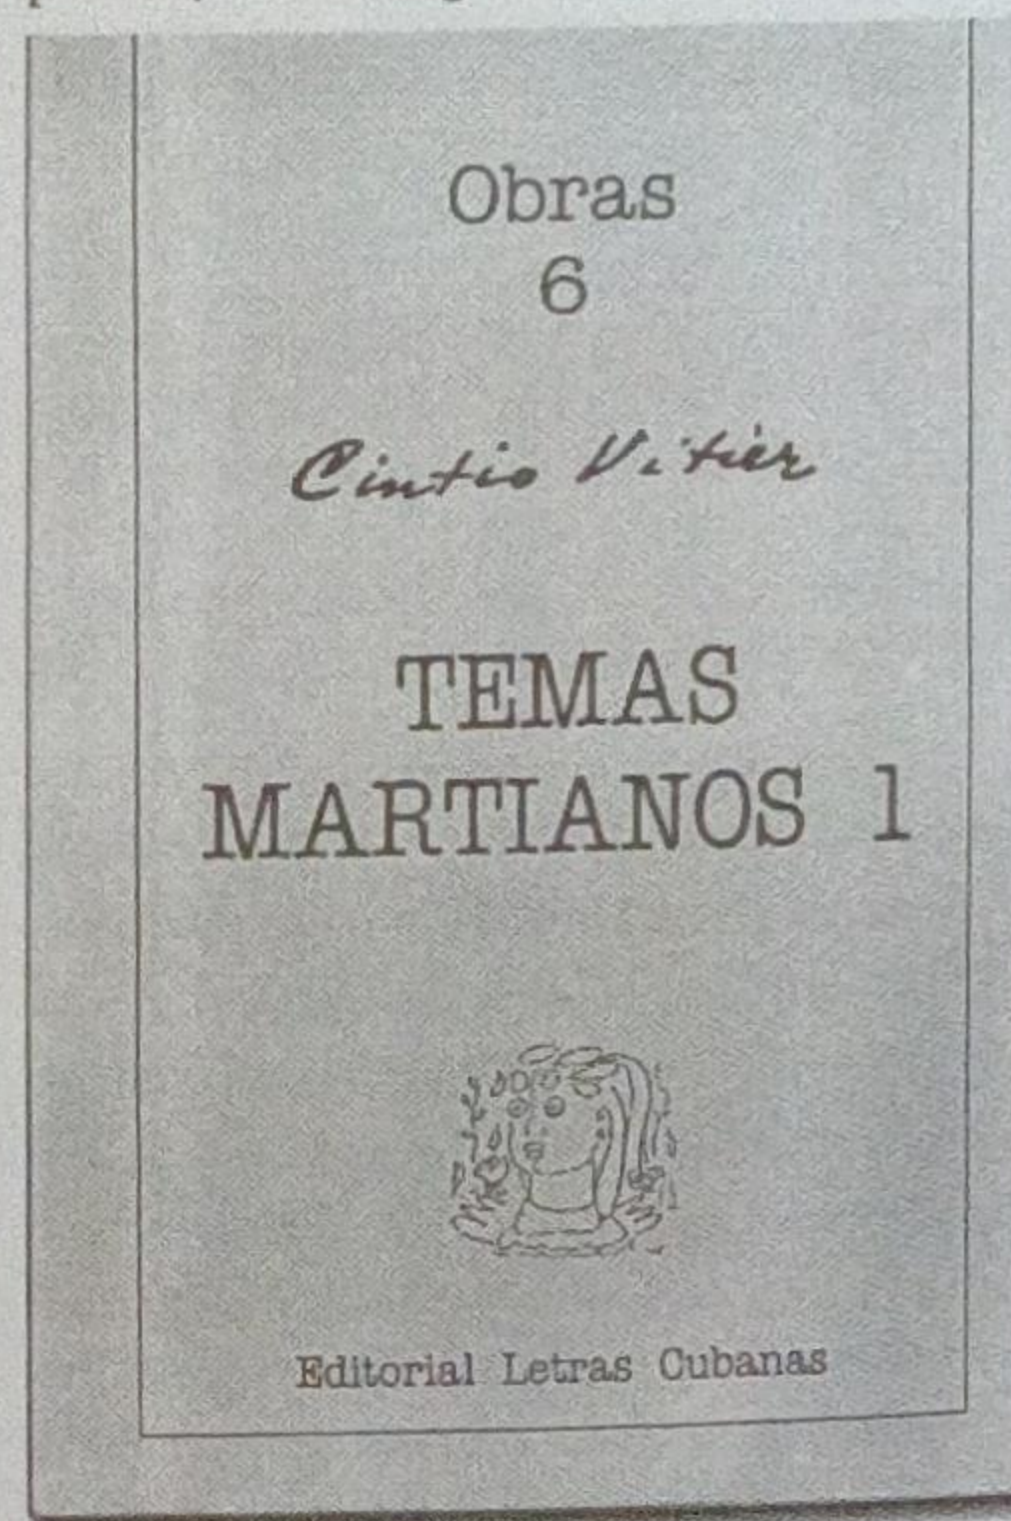 Obras
6
Cintio Vitier
TEMAS
MARTIANOS 1
Editorial Letras Cubanas